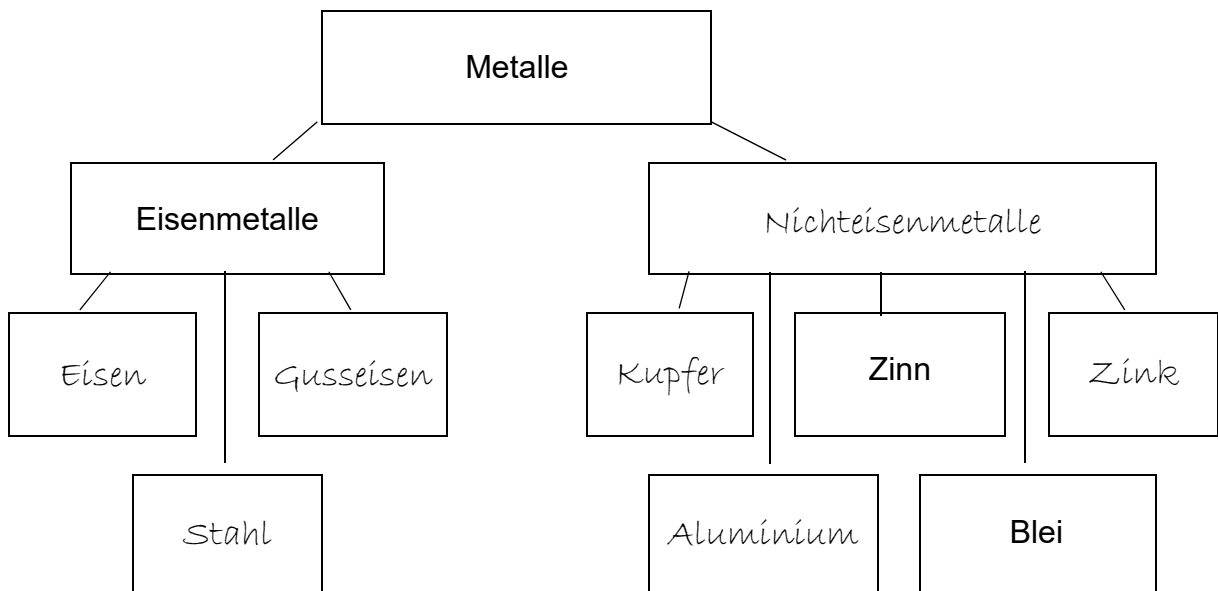 Metalle
Eisenmetalle
Nichteisenmetalle
Eisen
Gusseisen
Kupfer
Zinn
Zink
Stahl
Aluminium
Blei